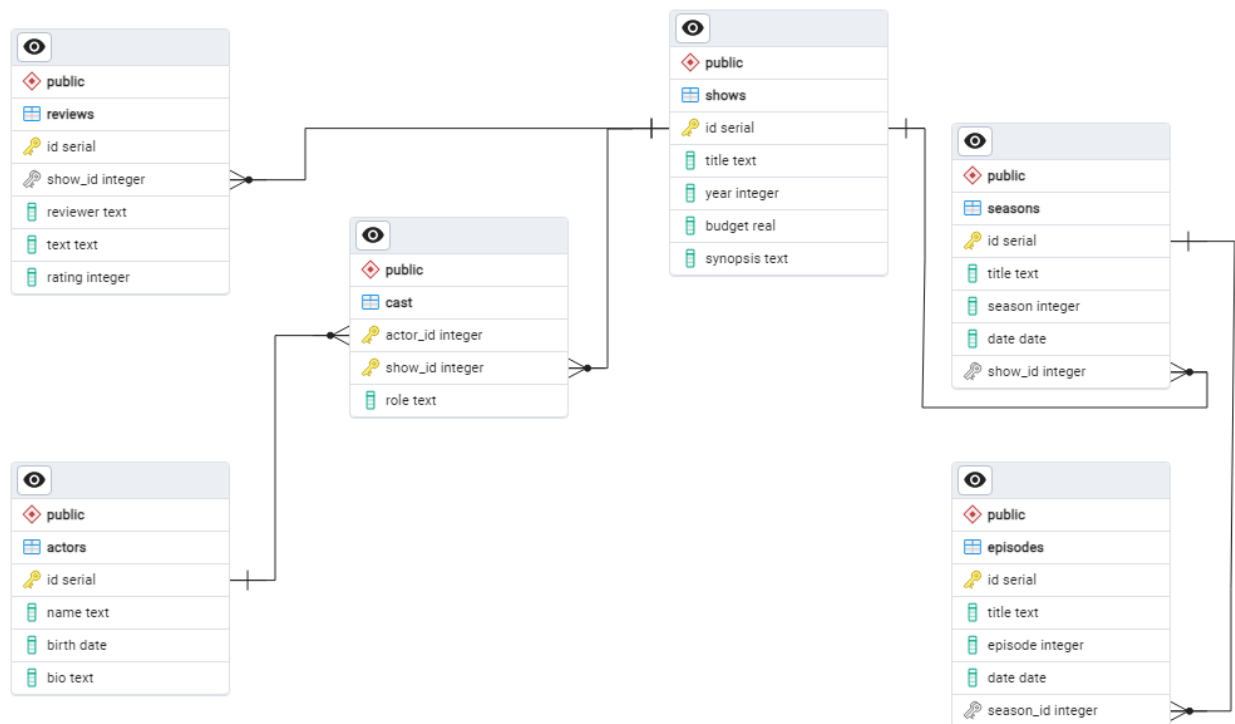 public
reviews
id serial
show_id integer
reviewer text
text text
rating integer
public
cast
actor_id integer
show_id integer
role text
public
actors
id serial
name text
birth date
bio text
public
shows
id serial
title text
year integer
budget real
synopsis text
public
seasons
id serial
title text
season integer
date date
show_id integer
public
episodes
id serial
title text
episode integer
date date
season_id integer